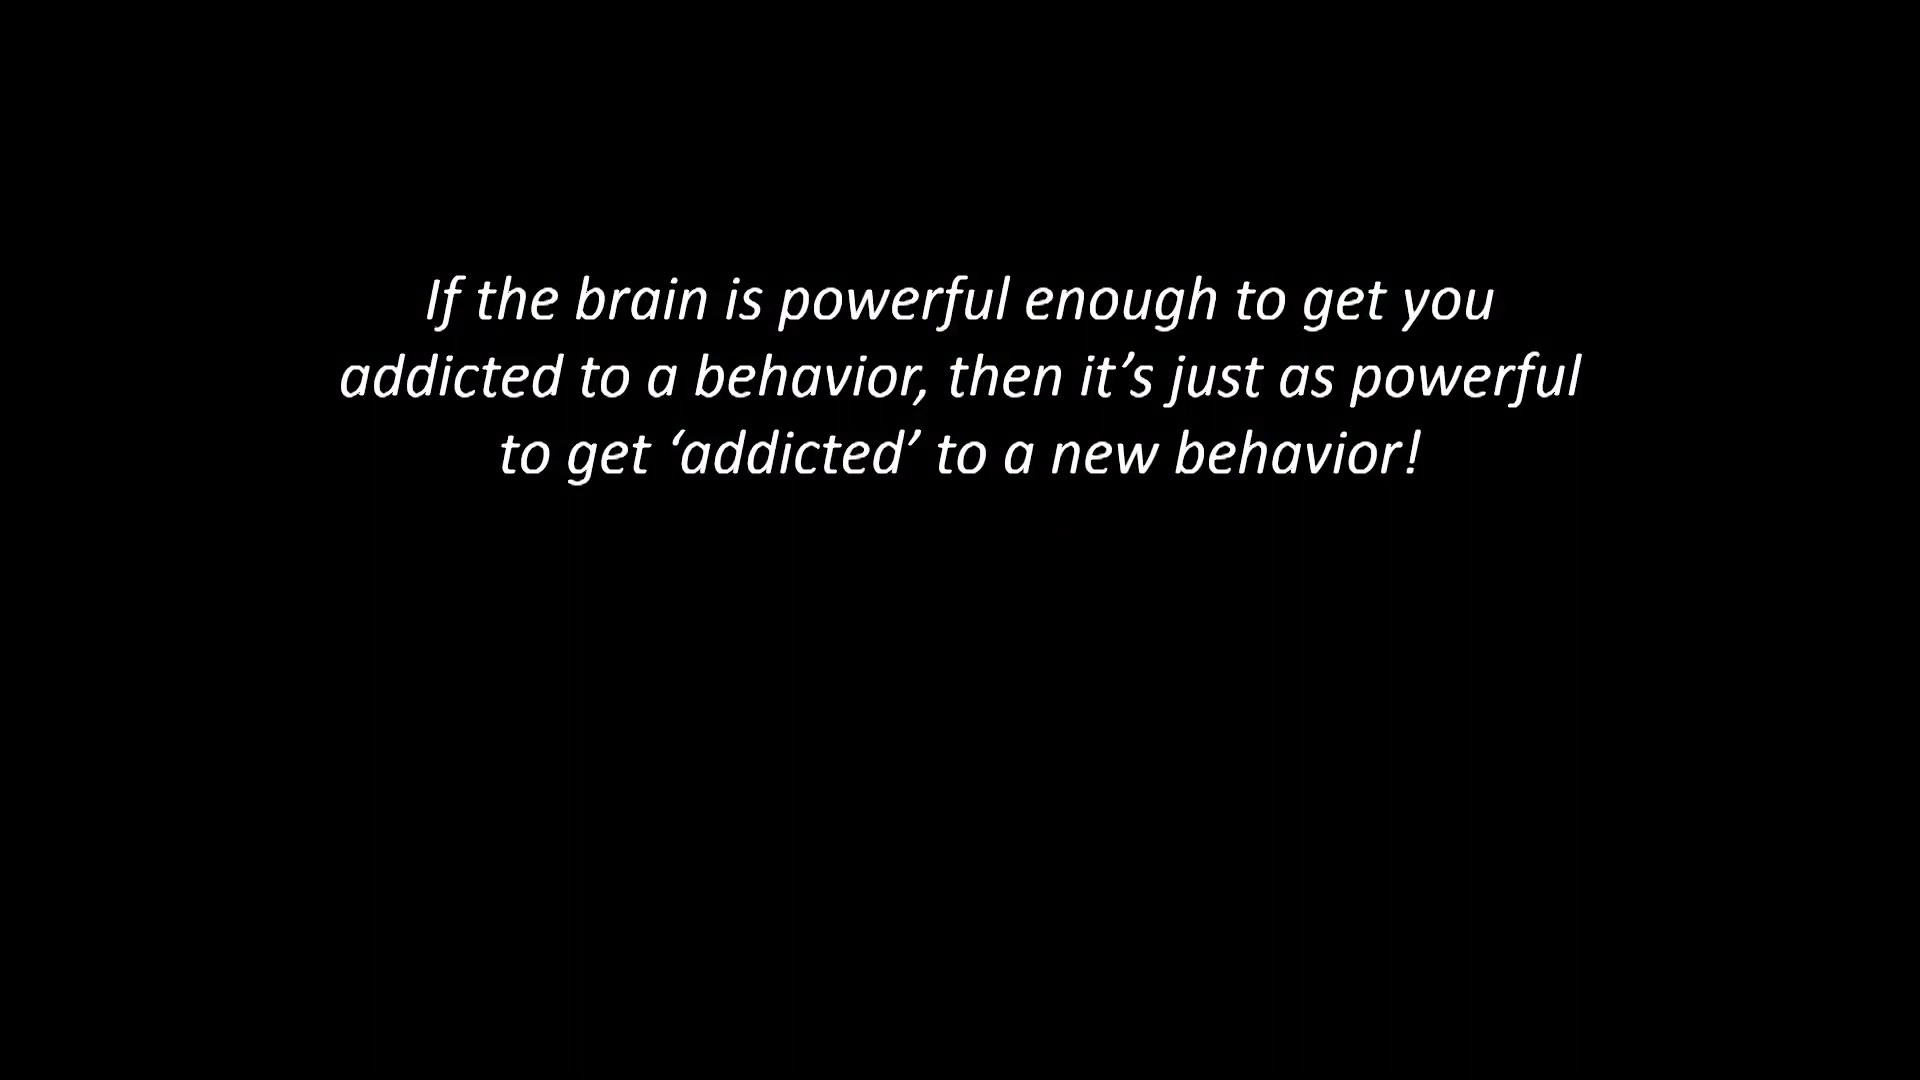 If the brain is powerful enough to get you
addicted to a behavior, then it’s just as powerful
to get ‘addicted’ to a new behavior!